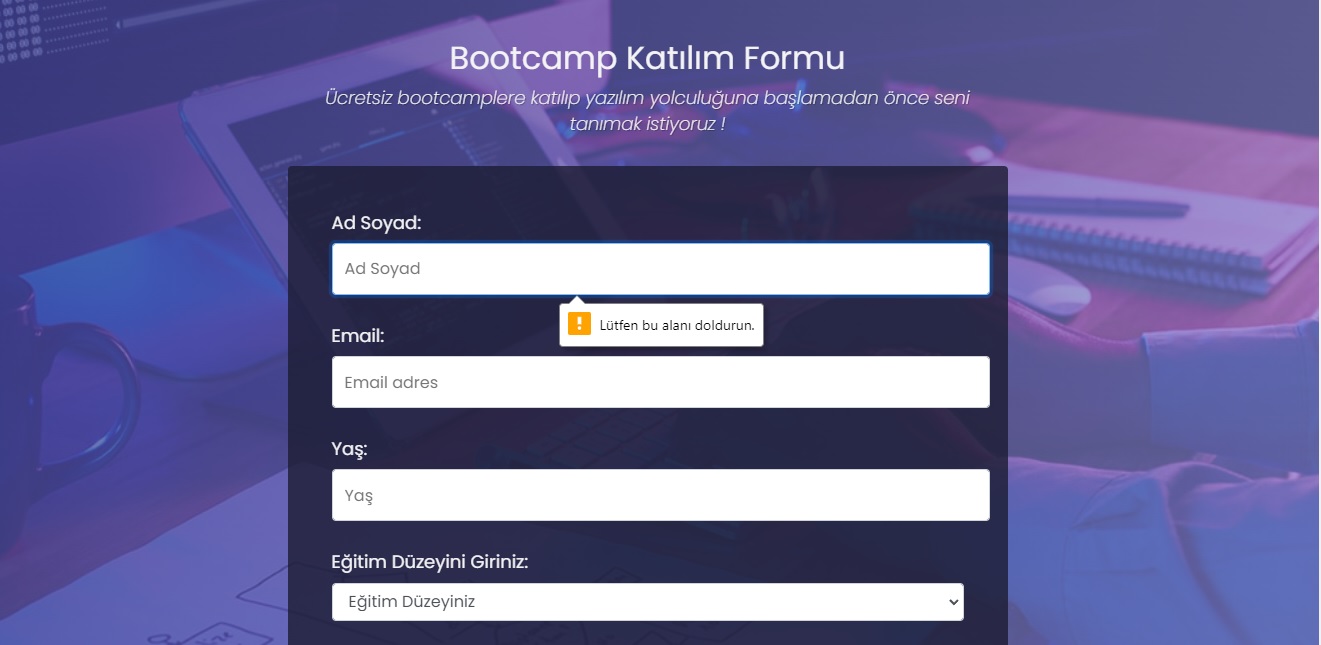 Bootcamp Katılım Formu
Ücretsiz bootcamplere katılıp yazılım yolculuğuna başlamadan önce seni
tanımak istiyoruz !
Ad Soyad:
Ad Soyad
Lütfen bu alanı doldurun.
Email:
Email adres
Yaş:
Yaş
Eğitim Düzeyini Giriniz:
Eğitim Düzeyiniz